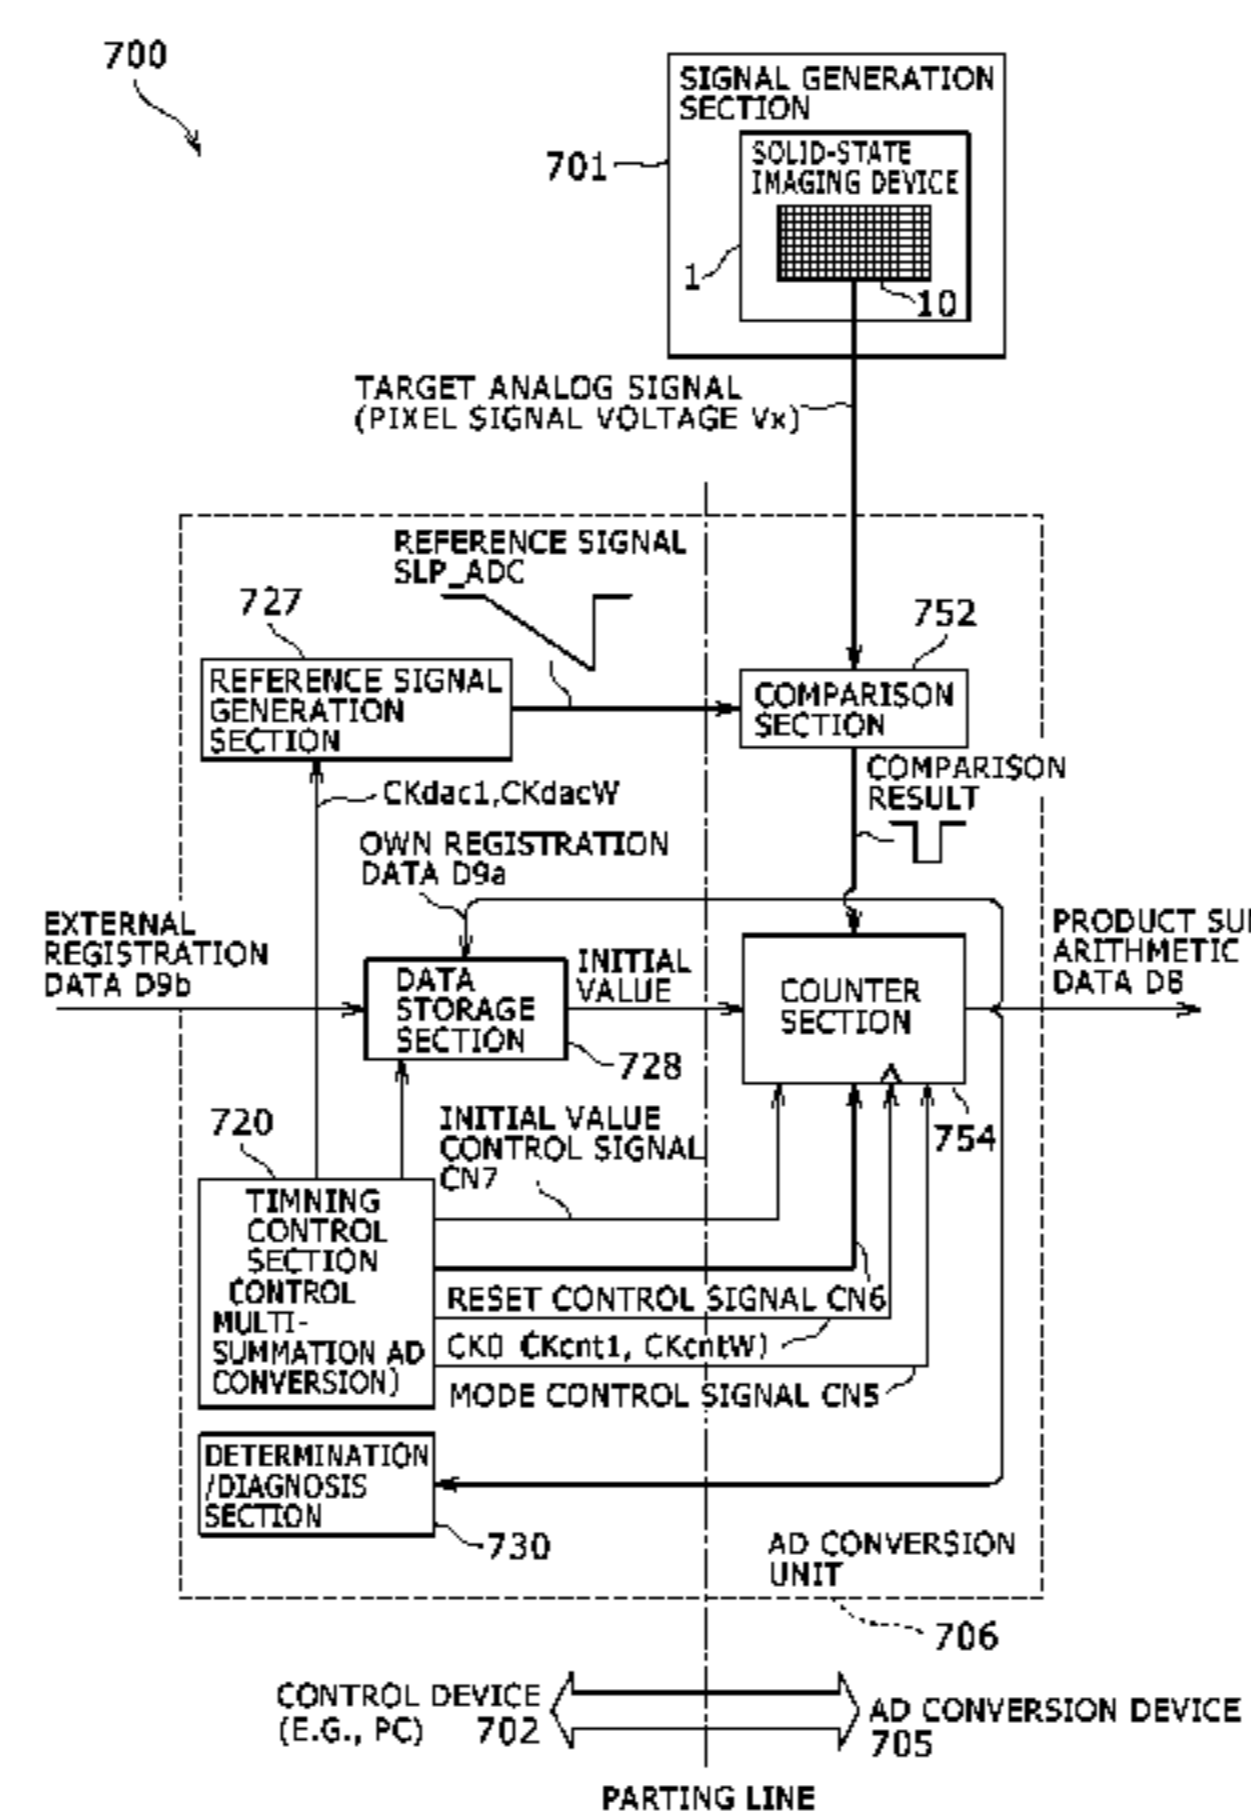 700
SIGNAL GENERATION
SECTION
SOLID-STATE
IMAGING DEVICE
701
1
10
TARGET ANALOG SIGNAL
(PIXEL SIGNAL VOLTAGE Vx)
REFERENCE SIGNAL
SLP_ADC
727
752
REFERENCE SIGNAL
GENERATION
SECTION
COMPARISON
SECTION
COMPARISON
RESULT
CKdac1,CKdacW
OWN REGISTRATION
DATA D9a
EXTERNAL
REGISTRATION
DATA D9b
DATA
STORAGE
SECTION
INITIAL
VALUE
COUNTER
SECTION
PRODUCT SU
ARITHMETIC
DATA D8
728
754
720
INITIAL VALUE
CONTROL SIGNAL
CN7
TIMNING
CONTROL
SECTION
(CONTROL
MULTI-
SUMMATION AD
CONVERSION)
RESET CONTROL SIGNAL CN6
CK0 (CKcnt1, CKcntW)
MODE CONTROL SIGNAL CN5
DETERMINATION
/DIAGNOSIS
SECTION
730
AD CONVERSION
UNIT
706
CONTROL DEVICE
(E.G., PC) 702
AD CONVERSION DEVICE
705
PARTING LINE